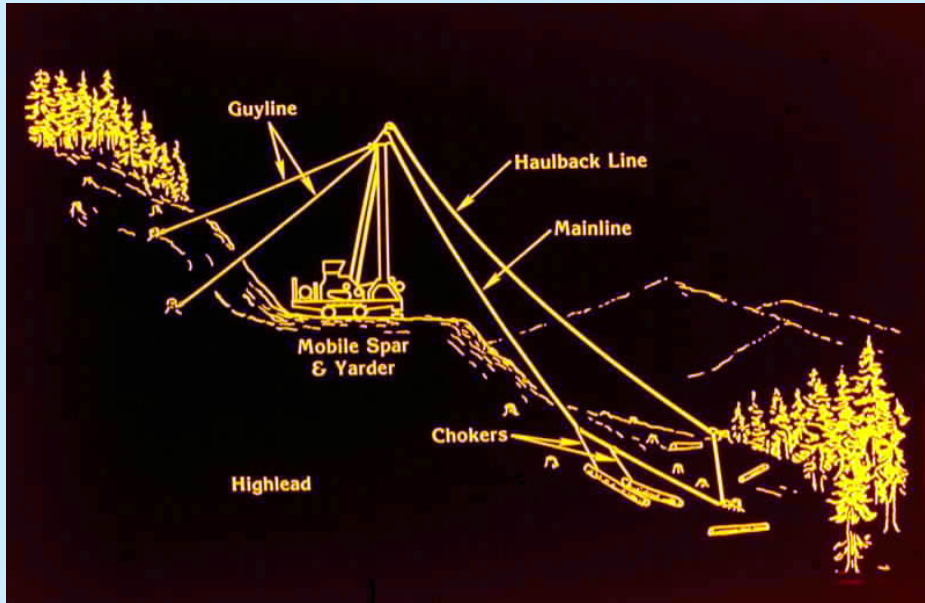 Guyline
Haulback Line
Mainline
Mobile Spar
& Yarder
Chokers
Highlead